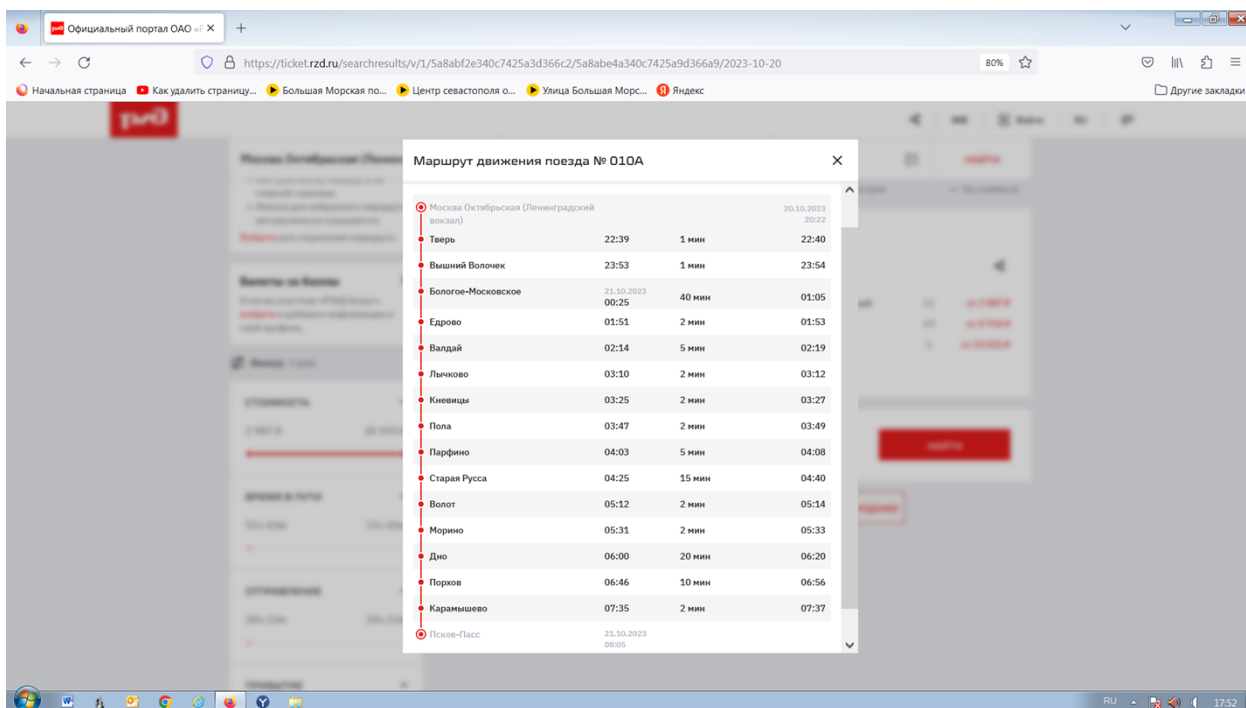 Официальный портал ОАО «Р
https://ticket.rzd.ru/searchresults/v/1/5a8abf2e340c7425a3d366c2/5a8abe4a340c7425a9d366a9/2023-10-20
80%
Начальная страница Как удалить страницу... Большая Морская по... Центр севастополя о... Улица Большая Морс... Яндекс Другие закладки
ржд
Маршрут движения поезда № 010А
Москва Октябрьская (Ленинградский вокзал) 20.10.2023 20:22
Тверь 22:39 1 мин 22:40
Вышний Волочек 23:53 1 мин 23:54
Бологое-Московское 21.10.2023 00:25 40 мин 01:05
Едрово 01:51 2 мин 01:53
Валдай 02:14 5 мин 02:19
Лычково 03:10 2 мин 03:12
Кневицы 03:25 2 мин 03:27
Пола 03:47 2 мин 03:49
Парфино 04:03 5 мин 04:08
Старая Русса 04:25 15 мин 04:40
Волот 05:12 2 мин 05:14
Морино 05:31 2 мин 05:33
Дно 06:00 20 мин 06:20
Порхов 06:46 10 мин 06:56
Карамышево 07:35 2 мин 07:37
Псков-Пасс 21.10.2023 08:05
RU 17:52